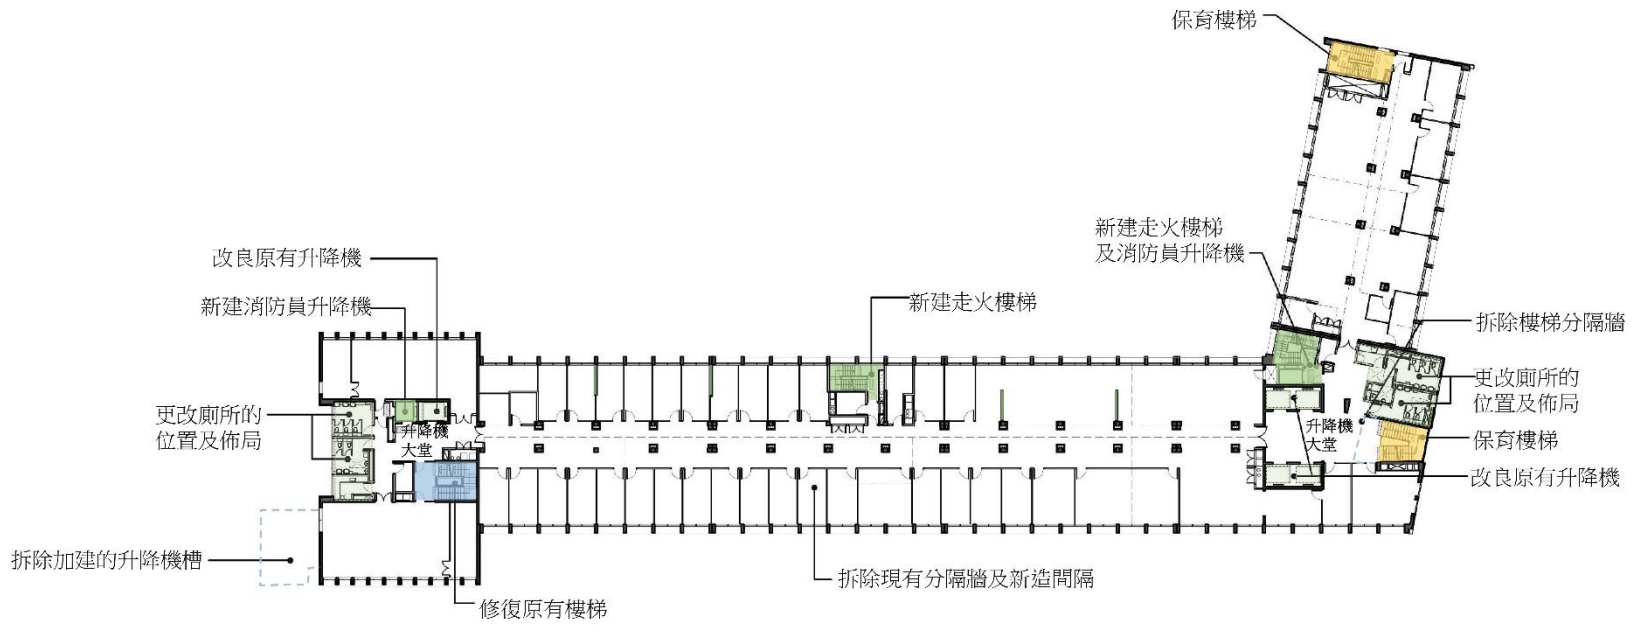 保育樓梯
新建走火樓梯
及消防員升降機
改良原有升降機
新建消防員升降機
新建走火樓梯
拆除樓梯分隔牆
更改廁所的
位置及佈局
更改廁所的
位置及佈局
升降機
大堂
升降機
大堂
保育樓梯
改良原有升降機
拆除加建的升降機槽
拆除現有分隔牆及新造間隔
修復原有樓梯